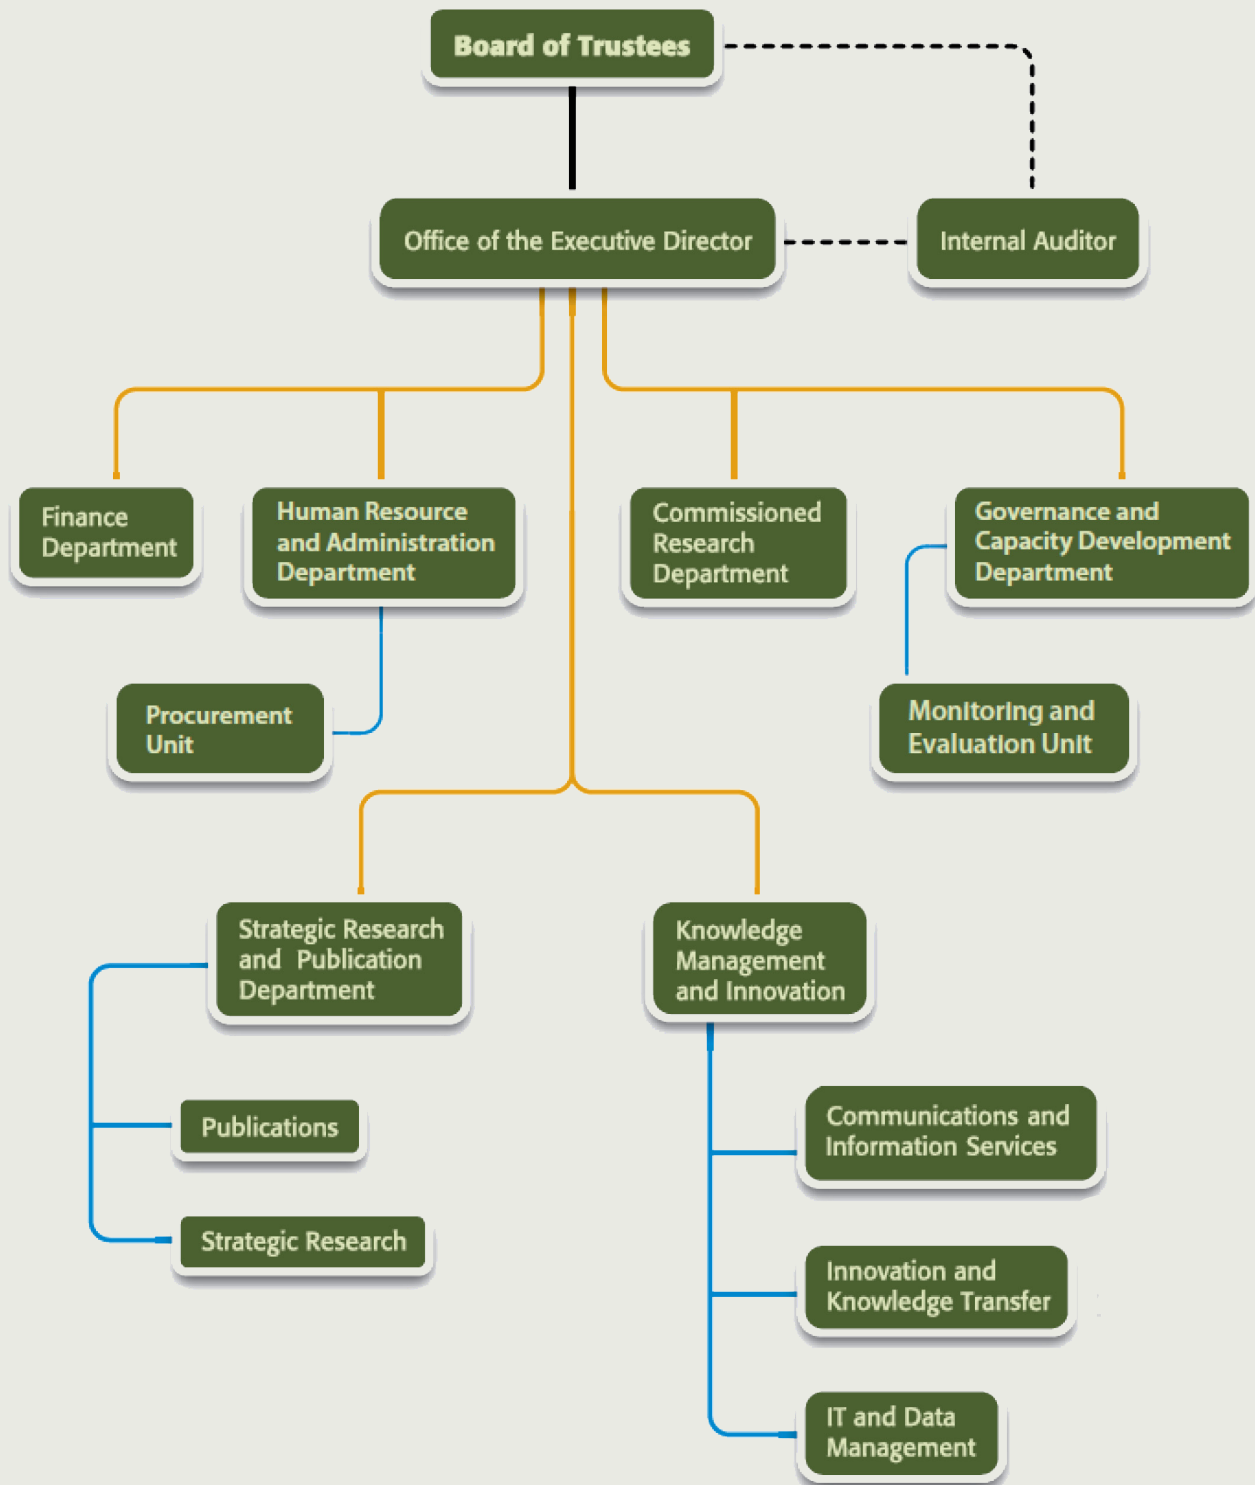 Board of Trustees
Office of the Executive Director
Internal Auditor
Finance
Department
Human Resource
and Administration
Department
Commissioned
Research
Department
Governance and
Capacity Development
Department
Procurement
Unit
Monitoring and
Evaluation Unit
Strategic Research
and Publication
Department
Knowledge
Management
and Innovation
Publications
Strategic Research
Communications and
Information Services
Innovation and
Knowledge Transfer
IT and Data
Management